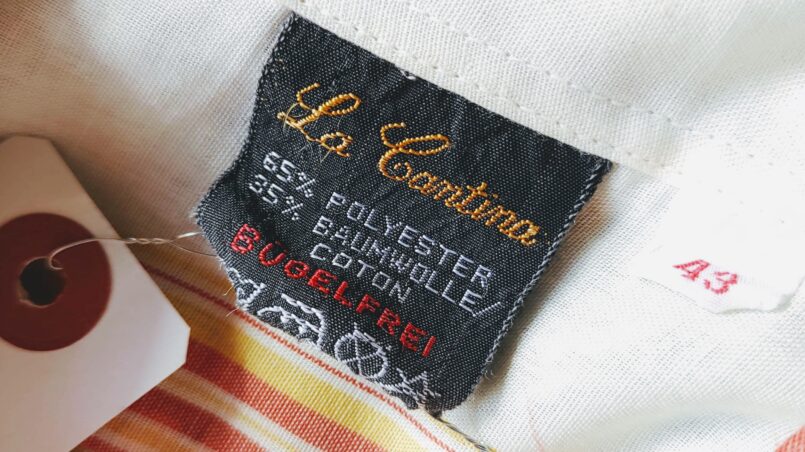 La Cantina
65% POLYESTER
35% BAUMWOLLE/
COTON
BUGELFREI
43